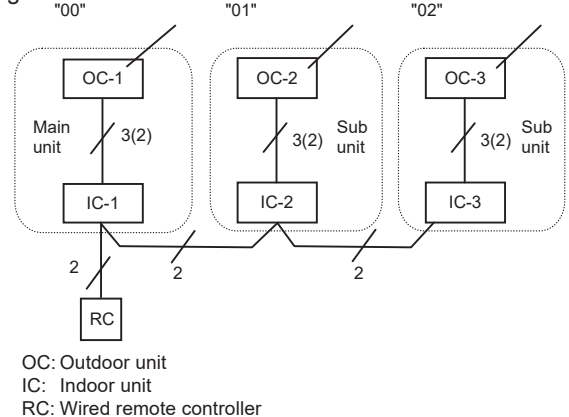 "00" "01" "02"
OC-1 OC-2 OC-3
Main
unit
3(2)
3(2)
Sub
unit
3(2)
Sub
unit
IC-1 IC-2 IC-3
2
2
2
RC
OC: Outdoor unit
IC: Indoor unit
RC: Wired remote controller